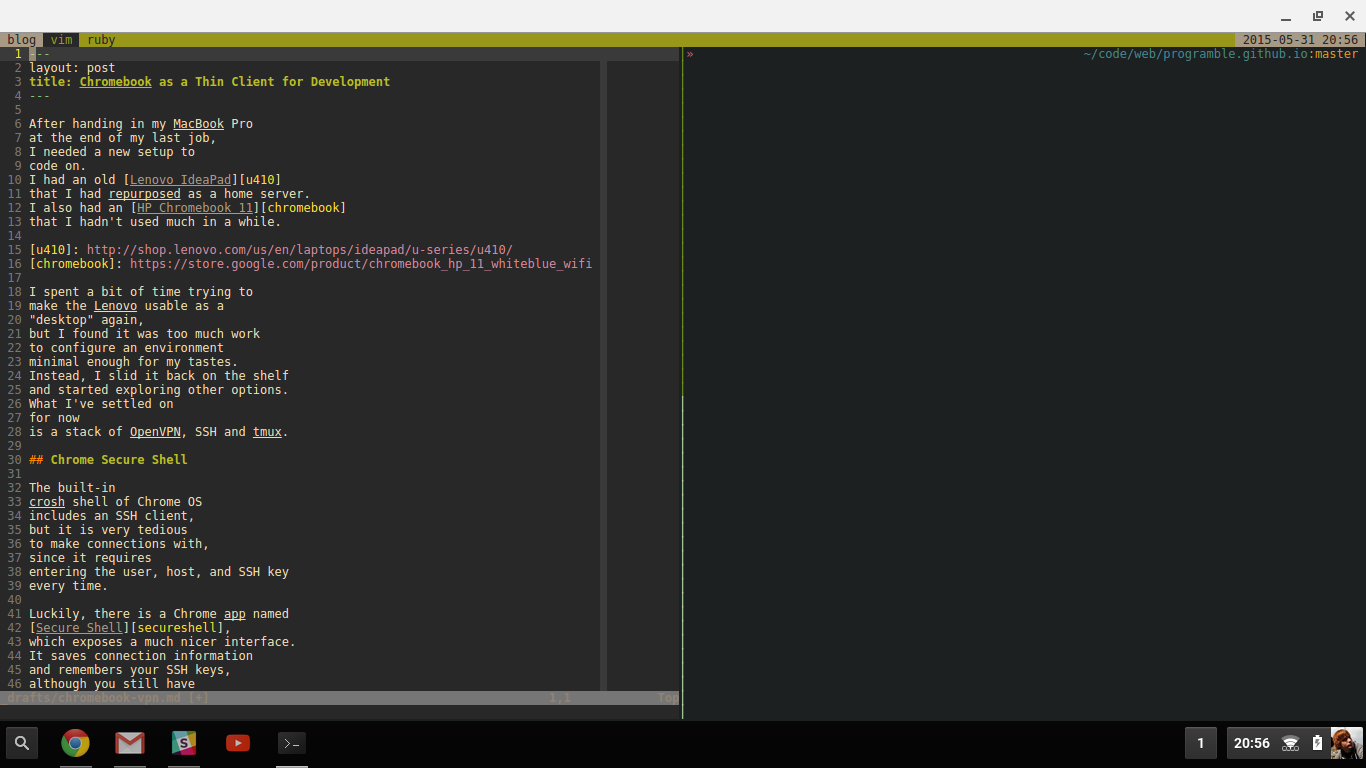 blog vim ruby 2015-05-31 20:56
1 ---
2 layout: post
3 title: Chromebook as a Thin Client for Development
4 ---
5
6 After handing in my MacBook Pro
7 at the end of my last job,
8 I needed a new setup to
9 code on.
10 I had an old [Lenovo IdeaPad][u410]
11 that I had repurposed as a home server.
12 I also had an [HP Chromebook 11][chromebook]
13 that I hadn't used much in a while.
14
15 [u410]: http://shop.lenovo.com/us/en/laptops/ideapad/u-series/u410/
16 [chromebook]: https://store.google.com/product/chromebook_hp_11_whiteblue_wifi
17
18 I spent a bit of time trying to
19 make the Lenovo usable as a
20 "desktop" again,
21 but I found it was too much work
22 to configure an environment
23 minimal enough for my tastes.
24 Instead, I slid it back on the shelf
25 and started exploring other options.
26 What I've settled on
27 for now
28 is a stack of OpenVPN, SSH and tmux.
29
30 ## Chrome Secure Shell
31
32 The built-in
33 crosh shell of Chrome OS
34 includes an SSH client,
35 but it is very tedious
36 to make connections with,
37 since it requires
38 entering the user, host, and SSH key
39 every time.
40
41 Luckily, there is a Chrome app named
42 [Secure Shell][secureshell],
43 which exposes a much nicer interface.
44 It saves connection information
45 and remembers your SSH keys,
46 although you still have
drafts/chromebook-vpn.md [+] 1,1 Top
» ~/code/web/programble.github.io:master
1 20:56